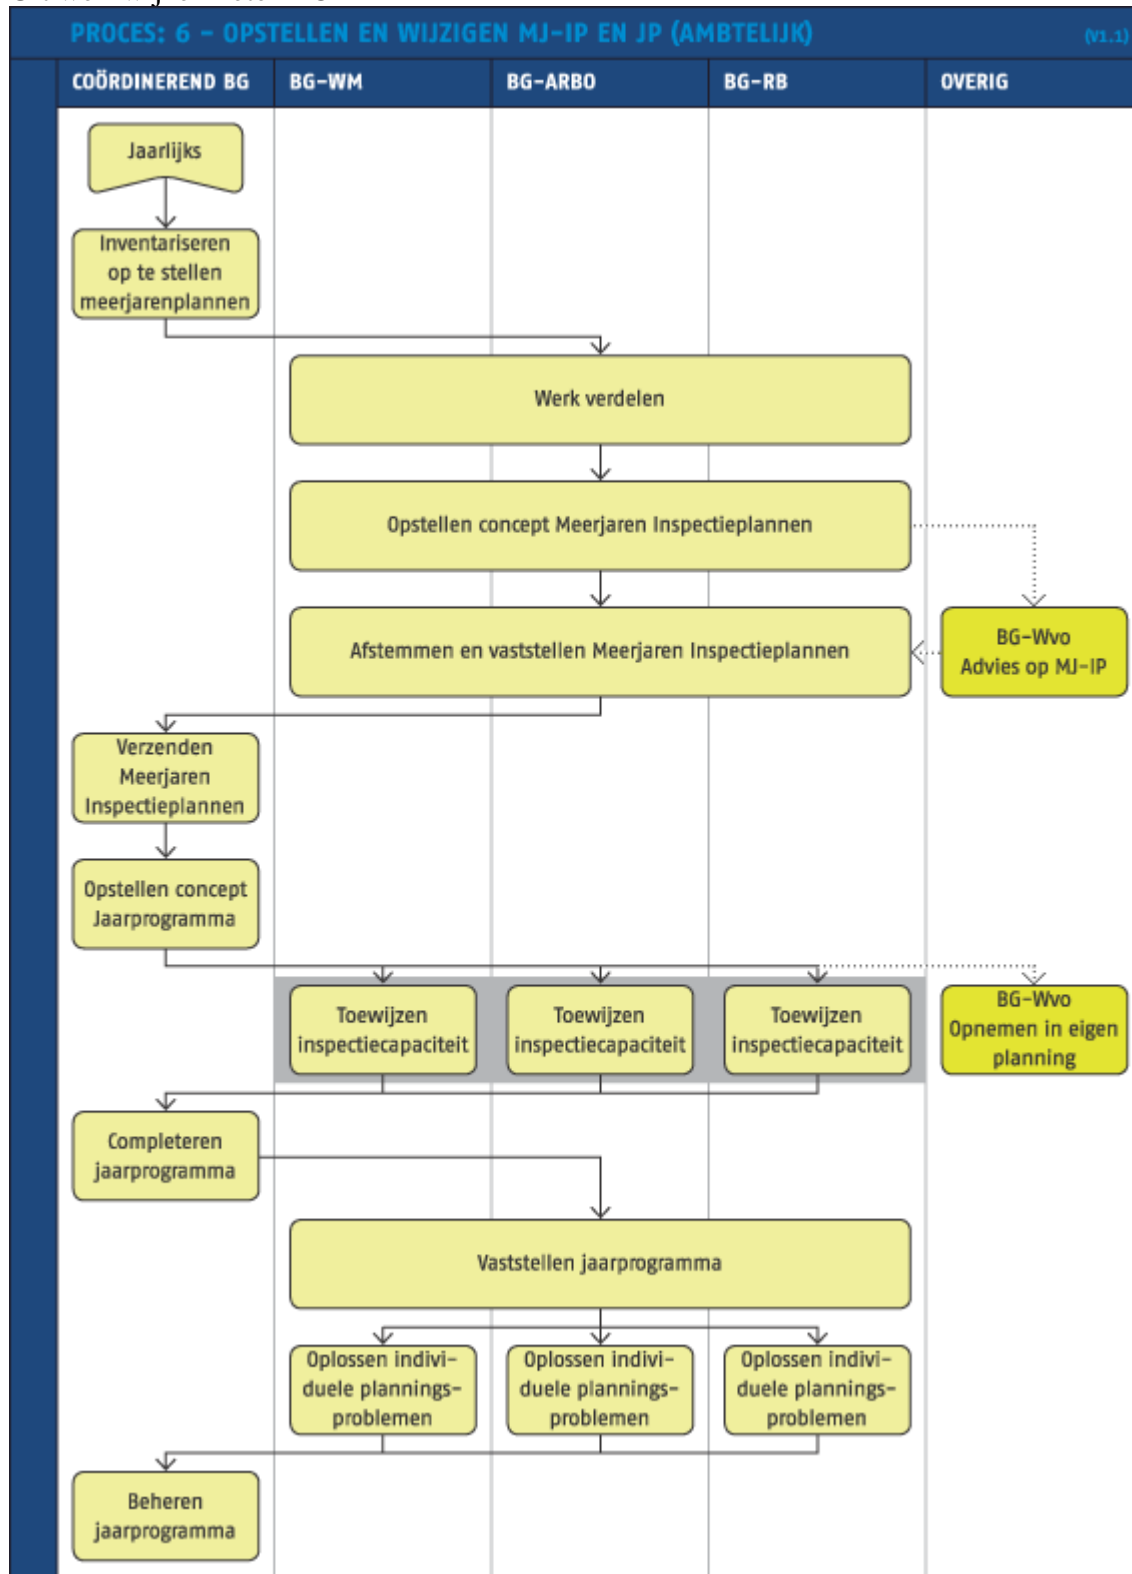 PROCES: 6 - OPSTELLEN EN WIJZIGEN MJ-IP EN JP (AMBTELIJK)
(V1.1)
COÖRDINEREND BG
BG-WM
BG-ARBO
BG-RB
OVERIG
Jaarlijks
Inventariseren
op te stellen
meerjarenplannen
Werk verdelen
Opstellen concept Meerjaren Inspectieplannen
Afstemmen en vaststellen Meerjaren Inspectieplannen
BG-Wvo
Advies op MJ-IP
Verzenden
Meerjaren
Inspectieplannen
Opstellen concept
Jaarprogramma
Toewijzen
inspectiecapaciteit
Toewijzen
inspectiecapaciteit
Toewijzen
inspectiecapaciteit
BG-Wvo
Opnemen in eigen
planning
Completeren
jaarprogramma
Vaststellen jaarprogramma
Oplossen indivi-
duele plannings-
problemen
Oplossen indivi-
duele plannings-
problemen
Oplossen indivi-
duele plannings-
problemen
Beheren
jaarprogramma